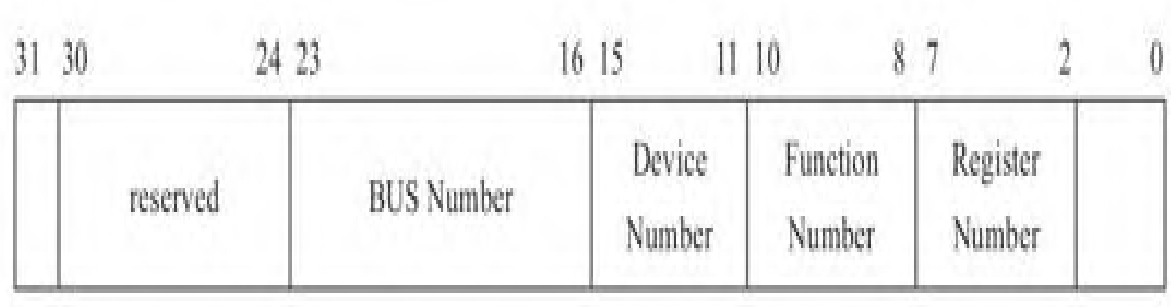 31 30 24 23 16 15 11 10 8 7 2 0
reserved BUS Number Device Number Function Number Register Number